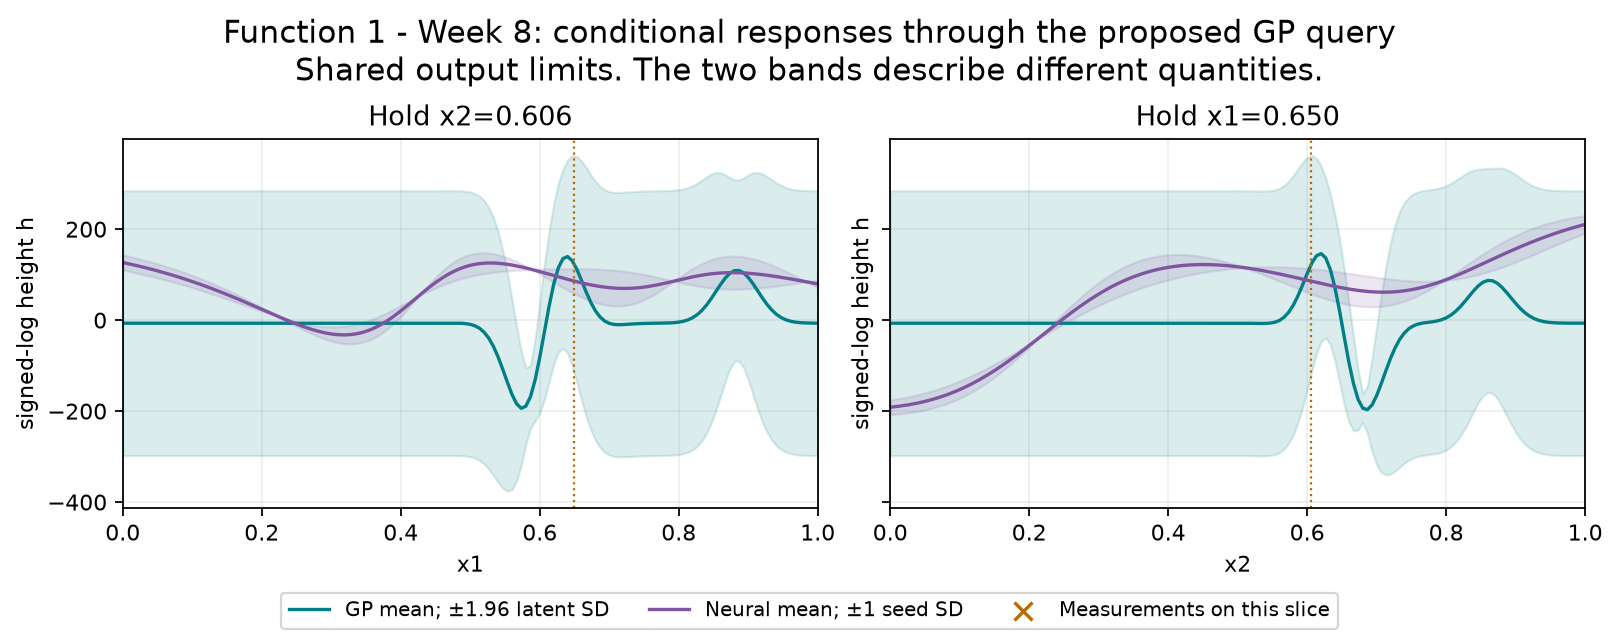 Function 1 - Week 8: conditional responses through the proposed GP query
Shared output limits. The two bands describe different quantities.
Hold x2=0.606
Hold x1=0.650
signed-log height h
200
0
−200
−400
0.0 0.2 0.4 0.6 0.8 1.0
x1
signed-log height h
0.0 0.2 0.4 0.6 0.8 1.0
x2
GP mean; ±1.96 latent SD
Neural mean; ±1 seed SD
Measurements on this slice